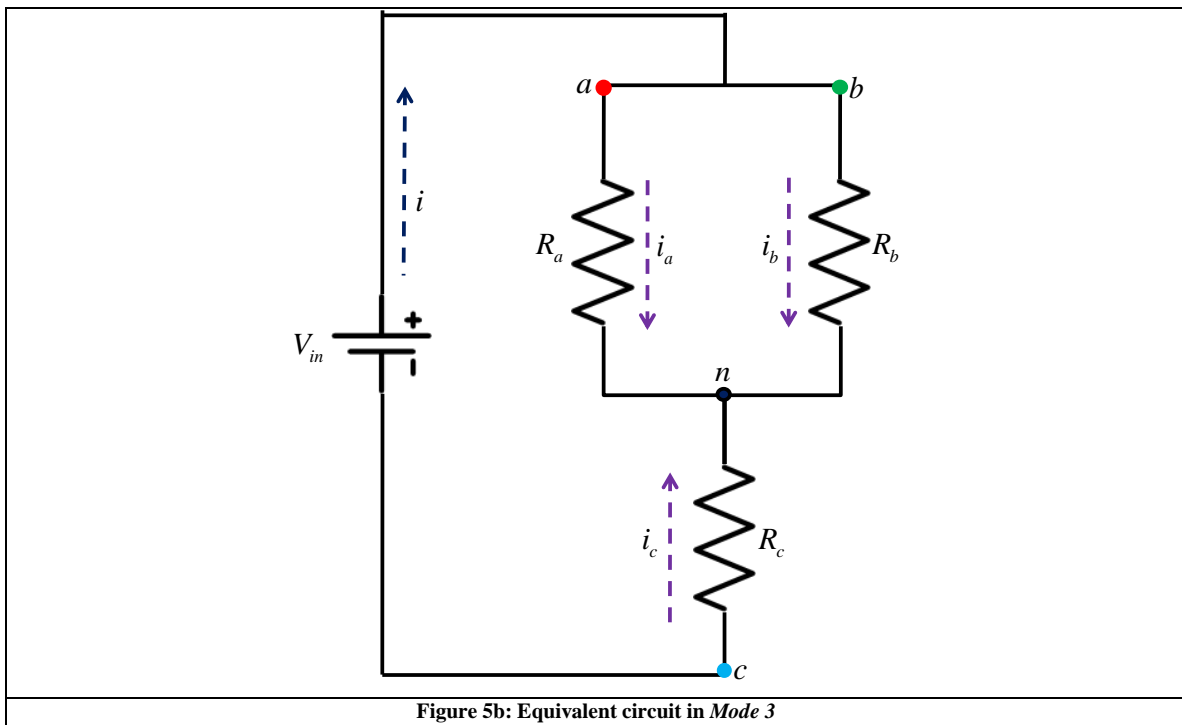 a
b
i
R_a
i_a
i_b
R_b
V_in
+
−
n
i_c
R_c
c
Figure 5b: Equivalent circuit in Mode 3